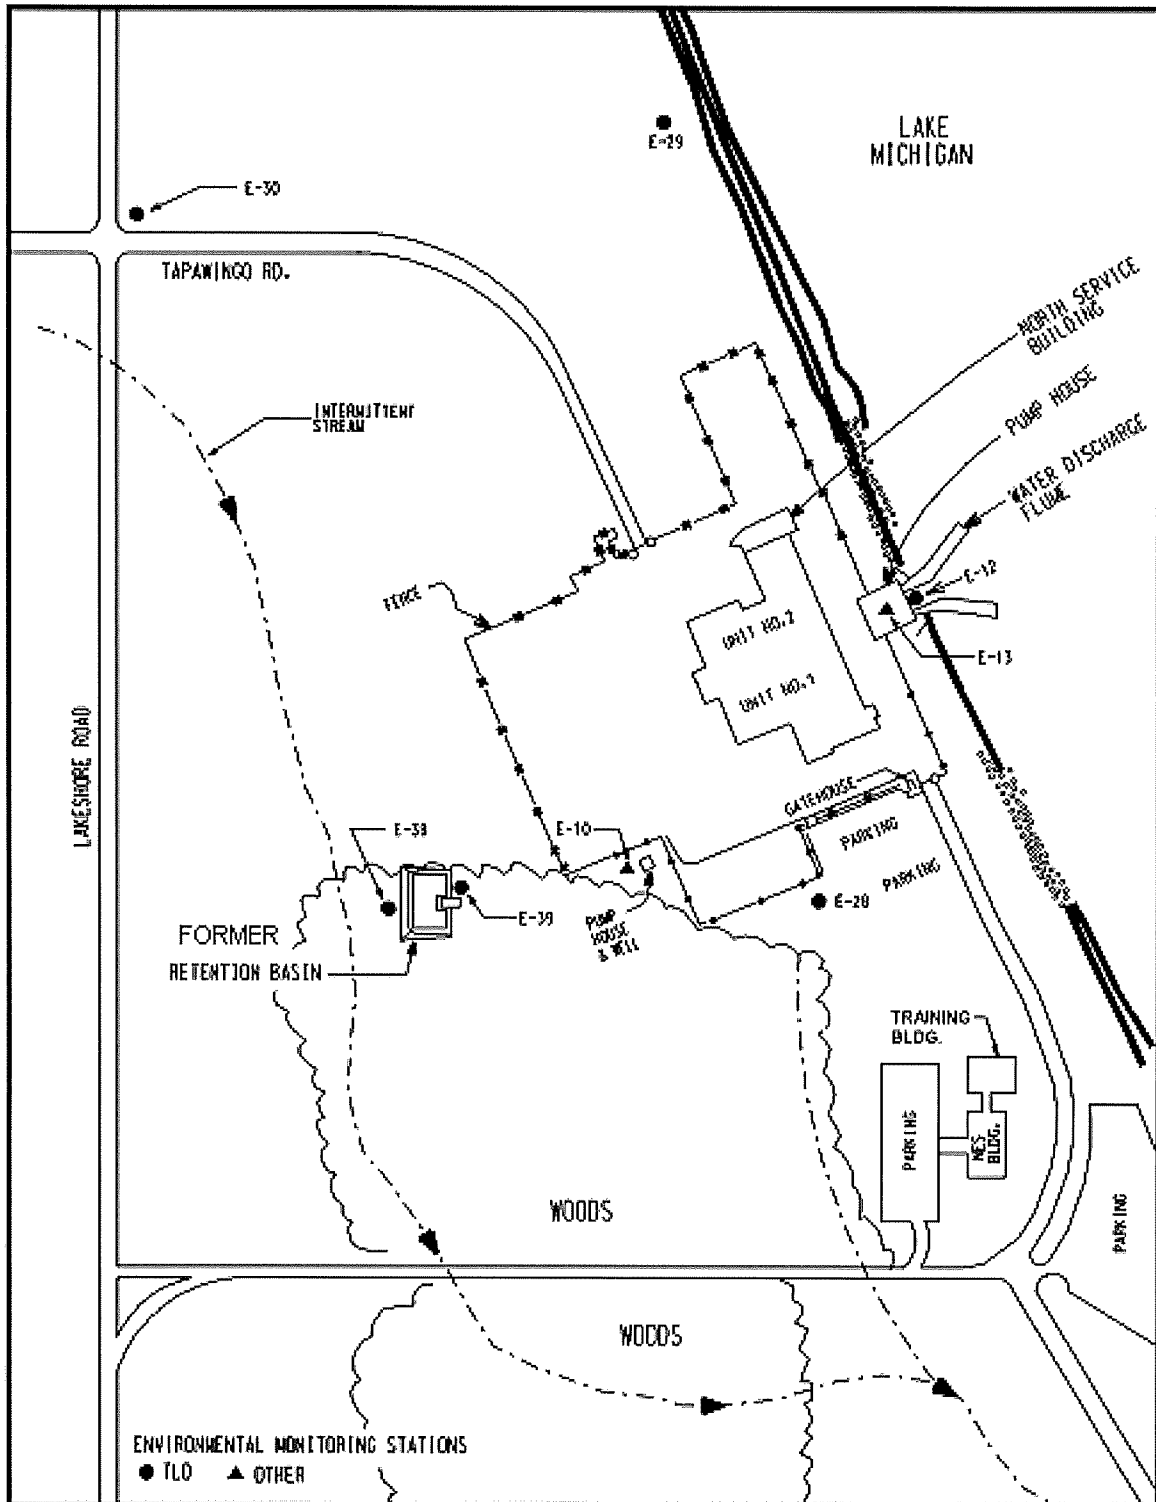 LAKE
MICHIGAN
E-29
E-30
TAPAWINGO RD.
NORTH SERVICE
BUILDING
INTERMITTENT
STREAM
PUMP HOUSE
WATER DISCHARGE
FLUME
E-12
FENCE
UNIT NO.2
E-13
UNIT NO.1
LAKESHORE ROAD
GATEHOUSE
E-38
E-10
PARKING
PARKING
E-28
E-39
PUMP
HOUSE
& WELL
FORMER
RETENTION BASIN
TRAINING
BLDG.
PARKING
NES
BLDG.
PARKING
WOODS
WOODS
ENVIRONMENTAL MONITORING STATIONS
TLD
OTHER